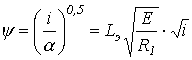 ψ = (i/α)^{0,5} = L_э √(E/R_l) · √i